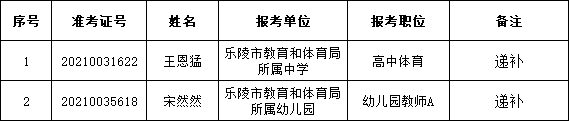 序号 准考证号 姓名 报考单位 报考职位 备注
1 20210031622 王恩猛 乐陵市教育和体育局
所属中学 高中体育 递补
2 20210035618 宋然然 乐陵市教育和体育局
所属幼儿园 幼儿园教师A 递补